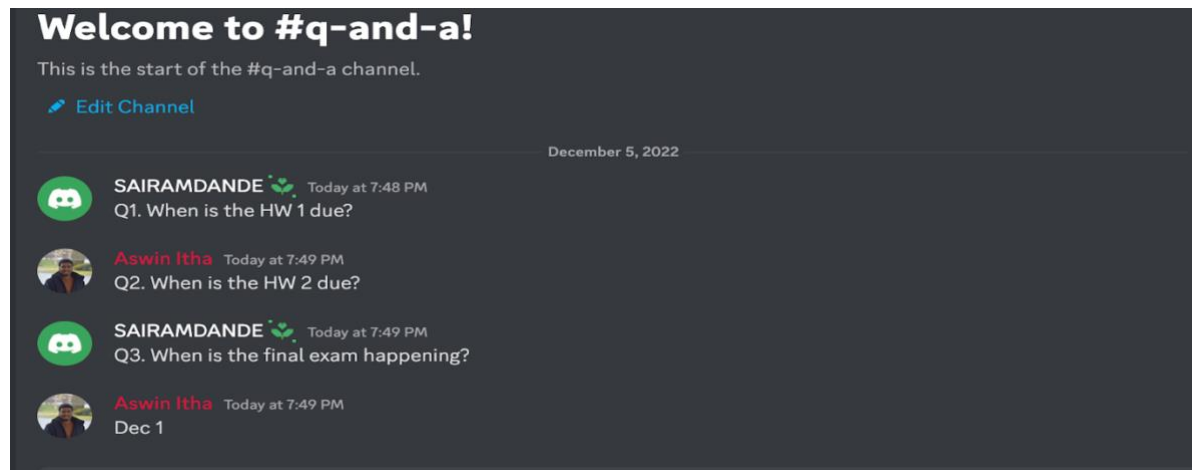 Welcome to #q-and-a!
This is the start of the #q-and-a channel.
Edit Channel
December 5, 2022
SAIRAMDANDE Today at 7:48 PM
Q1. When is the HW 1 due?
Aswin Itha Today at 7:49 PM
Q2. When is the HW 2 due?
SAIRAMDANDE Today at 7:49 PM
Q3. When is the final exam happening?
Aswin Itha Today at 7:49 PM
Dec 1